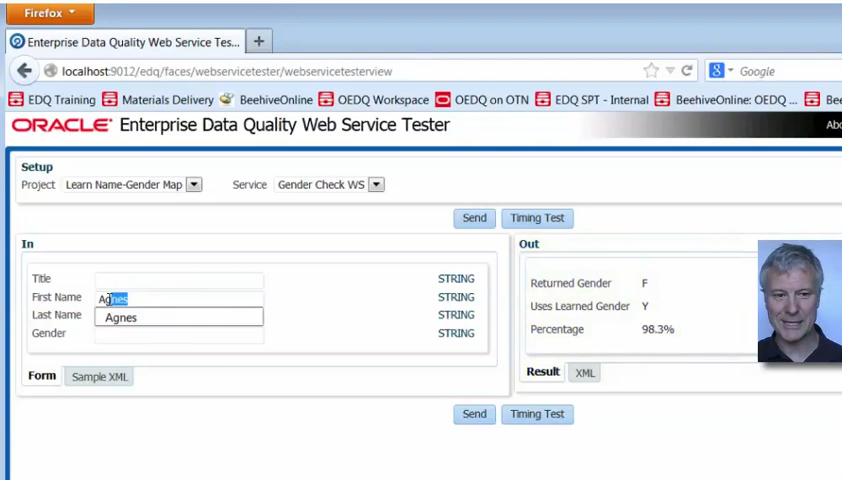 Firefox
Enterprise Data Quality Web Service Tes...
localhost:9012/edq/faces/webservicetester/webservicetesterview
Google
EDQ Training Materials Delivery BeehiveOnline OEDQ Workspace OEDQ on OTN EDQ SPT - Internal BeehiveOnline: OEDQ ... Bee
ORACLE Enterprise Data Quality Web Service Tester
Abo
Setup
Project Learn Name-Gender Map Service Gender Check WS
Send Timing Test
In
Title STRING
First Name Agnes STRING
Last Name Agnes STRING
Gender STRING
Form Sample XML
Out
Returned Gender F
Uses Learned Gender Y
Percentage 98.3%
Result XML
Send Timing Test